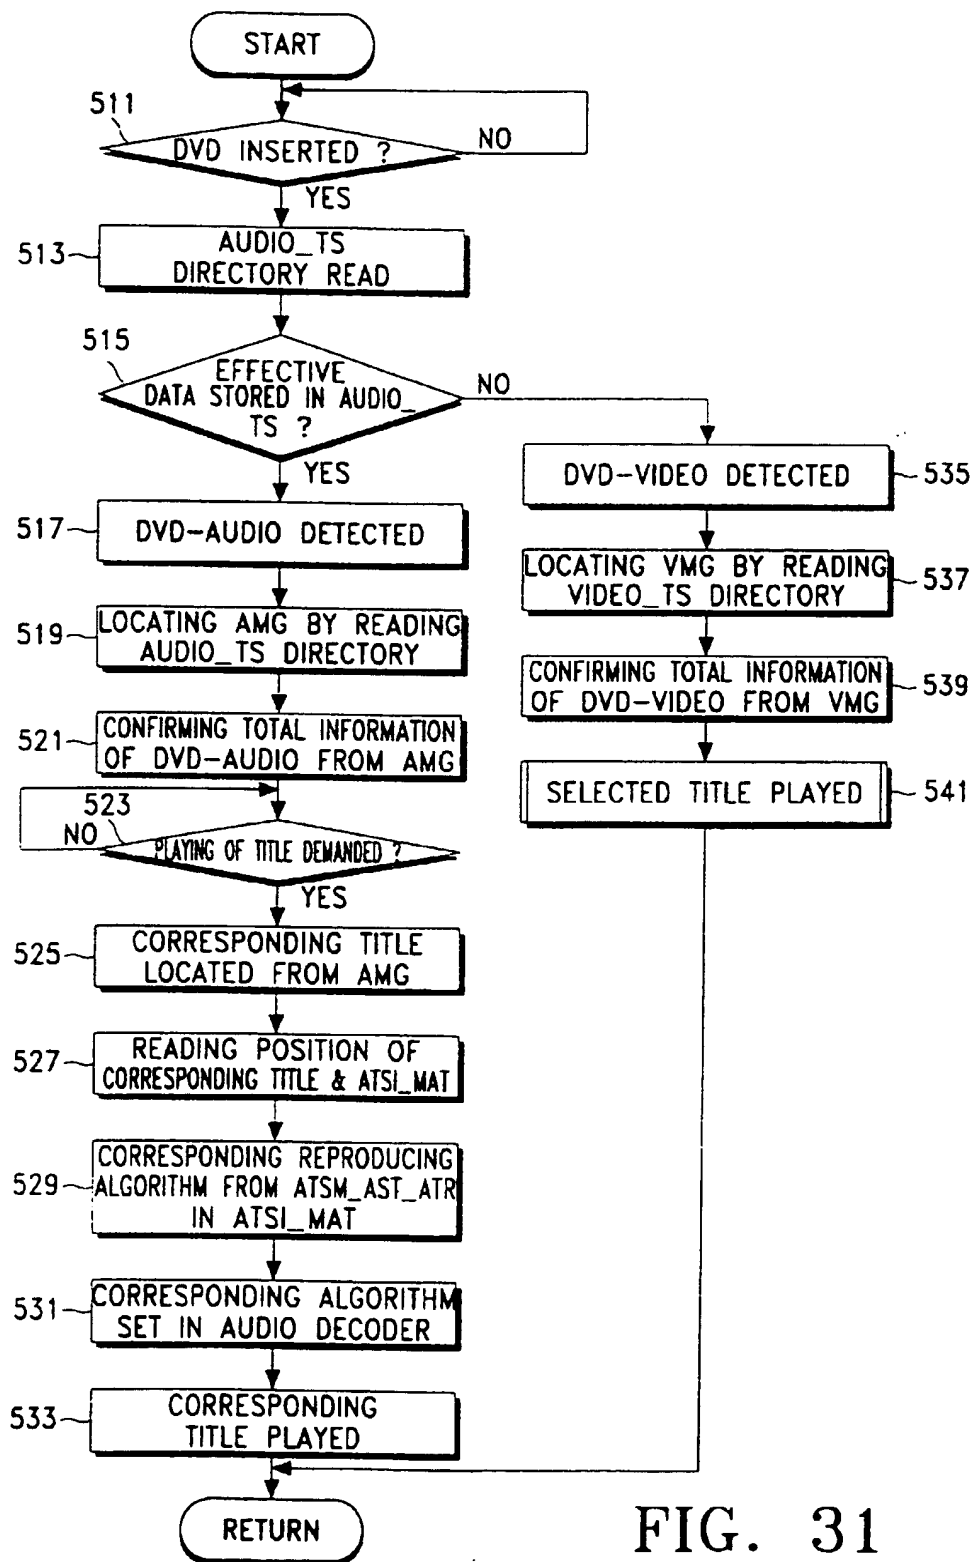 START
511
DVD INSERTED ?
NO
YES
513
AUDIO_TS
DIRECTORY READ
515
EFFECTIVE
DATA STORED IN AUDIO_
TS ?
NO
YES
517
DVD-AUDIO DETECTED
519
LOCATING AMG BY READING
AUDIO_TS DIRECTORY
521
CONFIRMING TOTAL INFORMATION
OF DVD-AUDIO FROM AMG
523
NO
PLAYING OF TITLE DEMANDED ?
YES
525
CORRESPONDING TITLE
LOCATED FROM AMG
527
READING POSITION OF
CORRESPONDING TITLE & ATSI_MAT
529
CORRESPONDING REPRODUCING
ALGORITHM FROM ATSM_AST_ATR
IN ATSI_MAT
531
CORRESPONDING ALGORITHM
SET IN AUDIO DECODER
533
CORRESPONDING
TITLE PLAYED
RETURN
DVD-VIDEO DETECTED
535
LOCATING VMG BY READING
VIDEO_TS DIRECTORY
537
CONFIRMING TOTAL INFORMATION
OF DVD-VIDEO FROM VMG
539
SELECTED TITLE PLAYED
541
FIG. 31